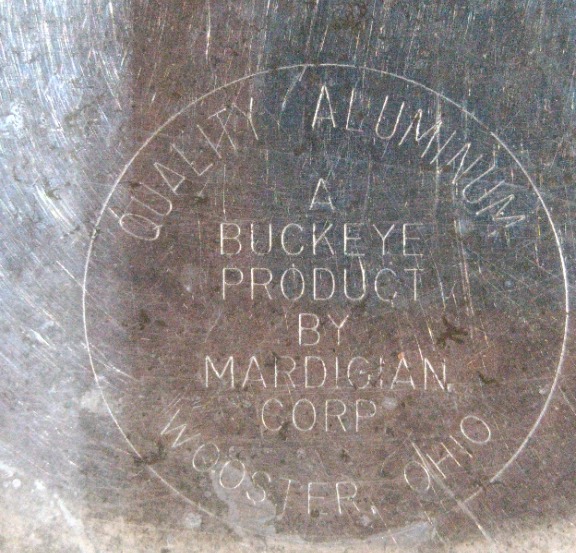 QUALITY ALUMINUM
A
BUCKEYE
PRODUCT
BY
MARDIGIAN
CORP
WOOSTER, OHIO